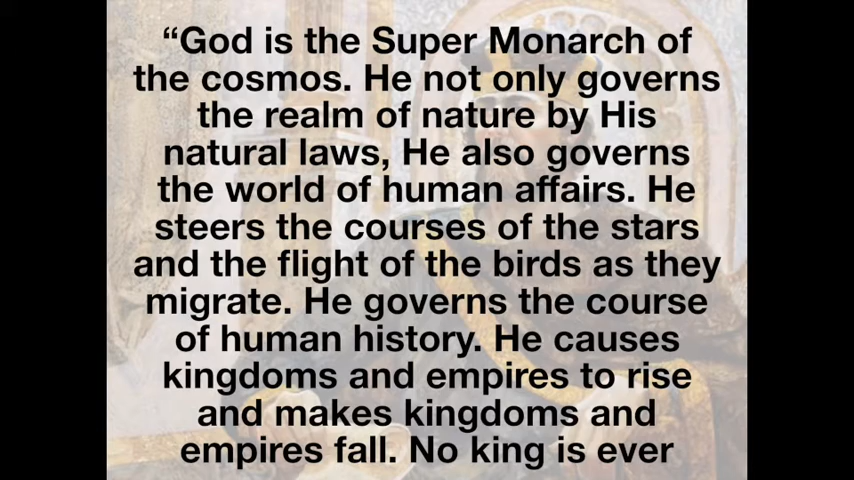 “God is the Super Monarch of
the cosmos. He not only governs
the realm of nature by His
natural laws, He also governs
the world of human affairs. He
steers the courses of the stars
and the flight of the birds as they
migrate. He governs the course
of human history. He causes
kingdoms and empires to rise
and makes kingdoms and
empires fall. No king is ever